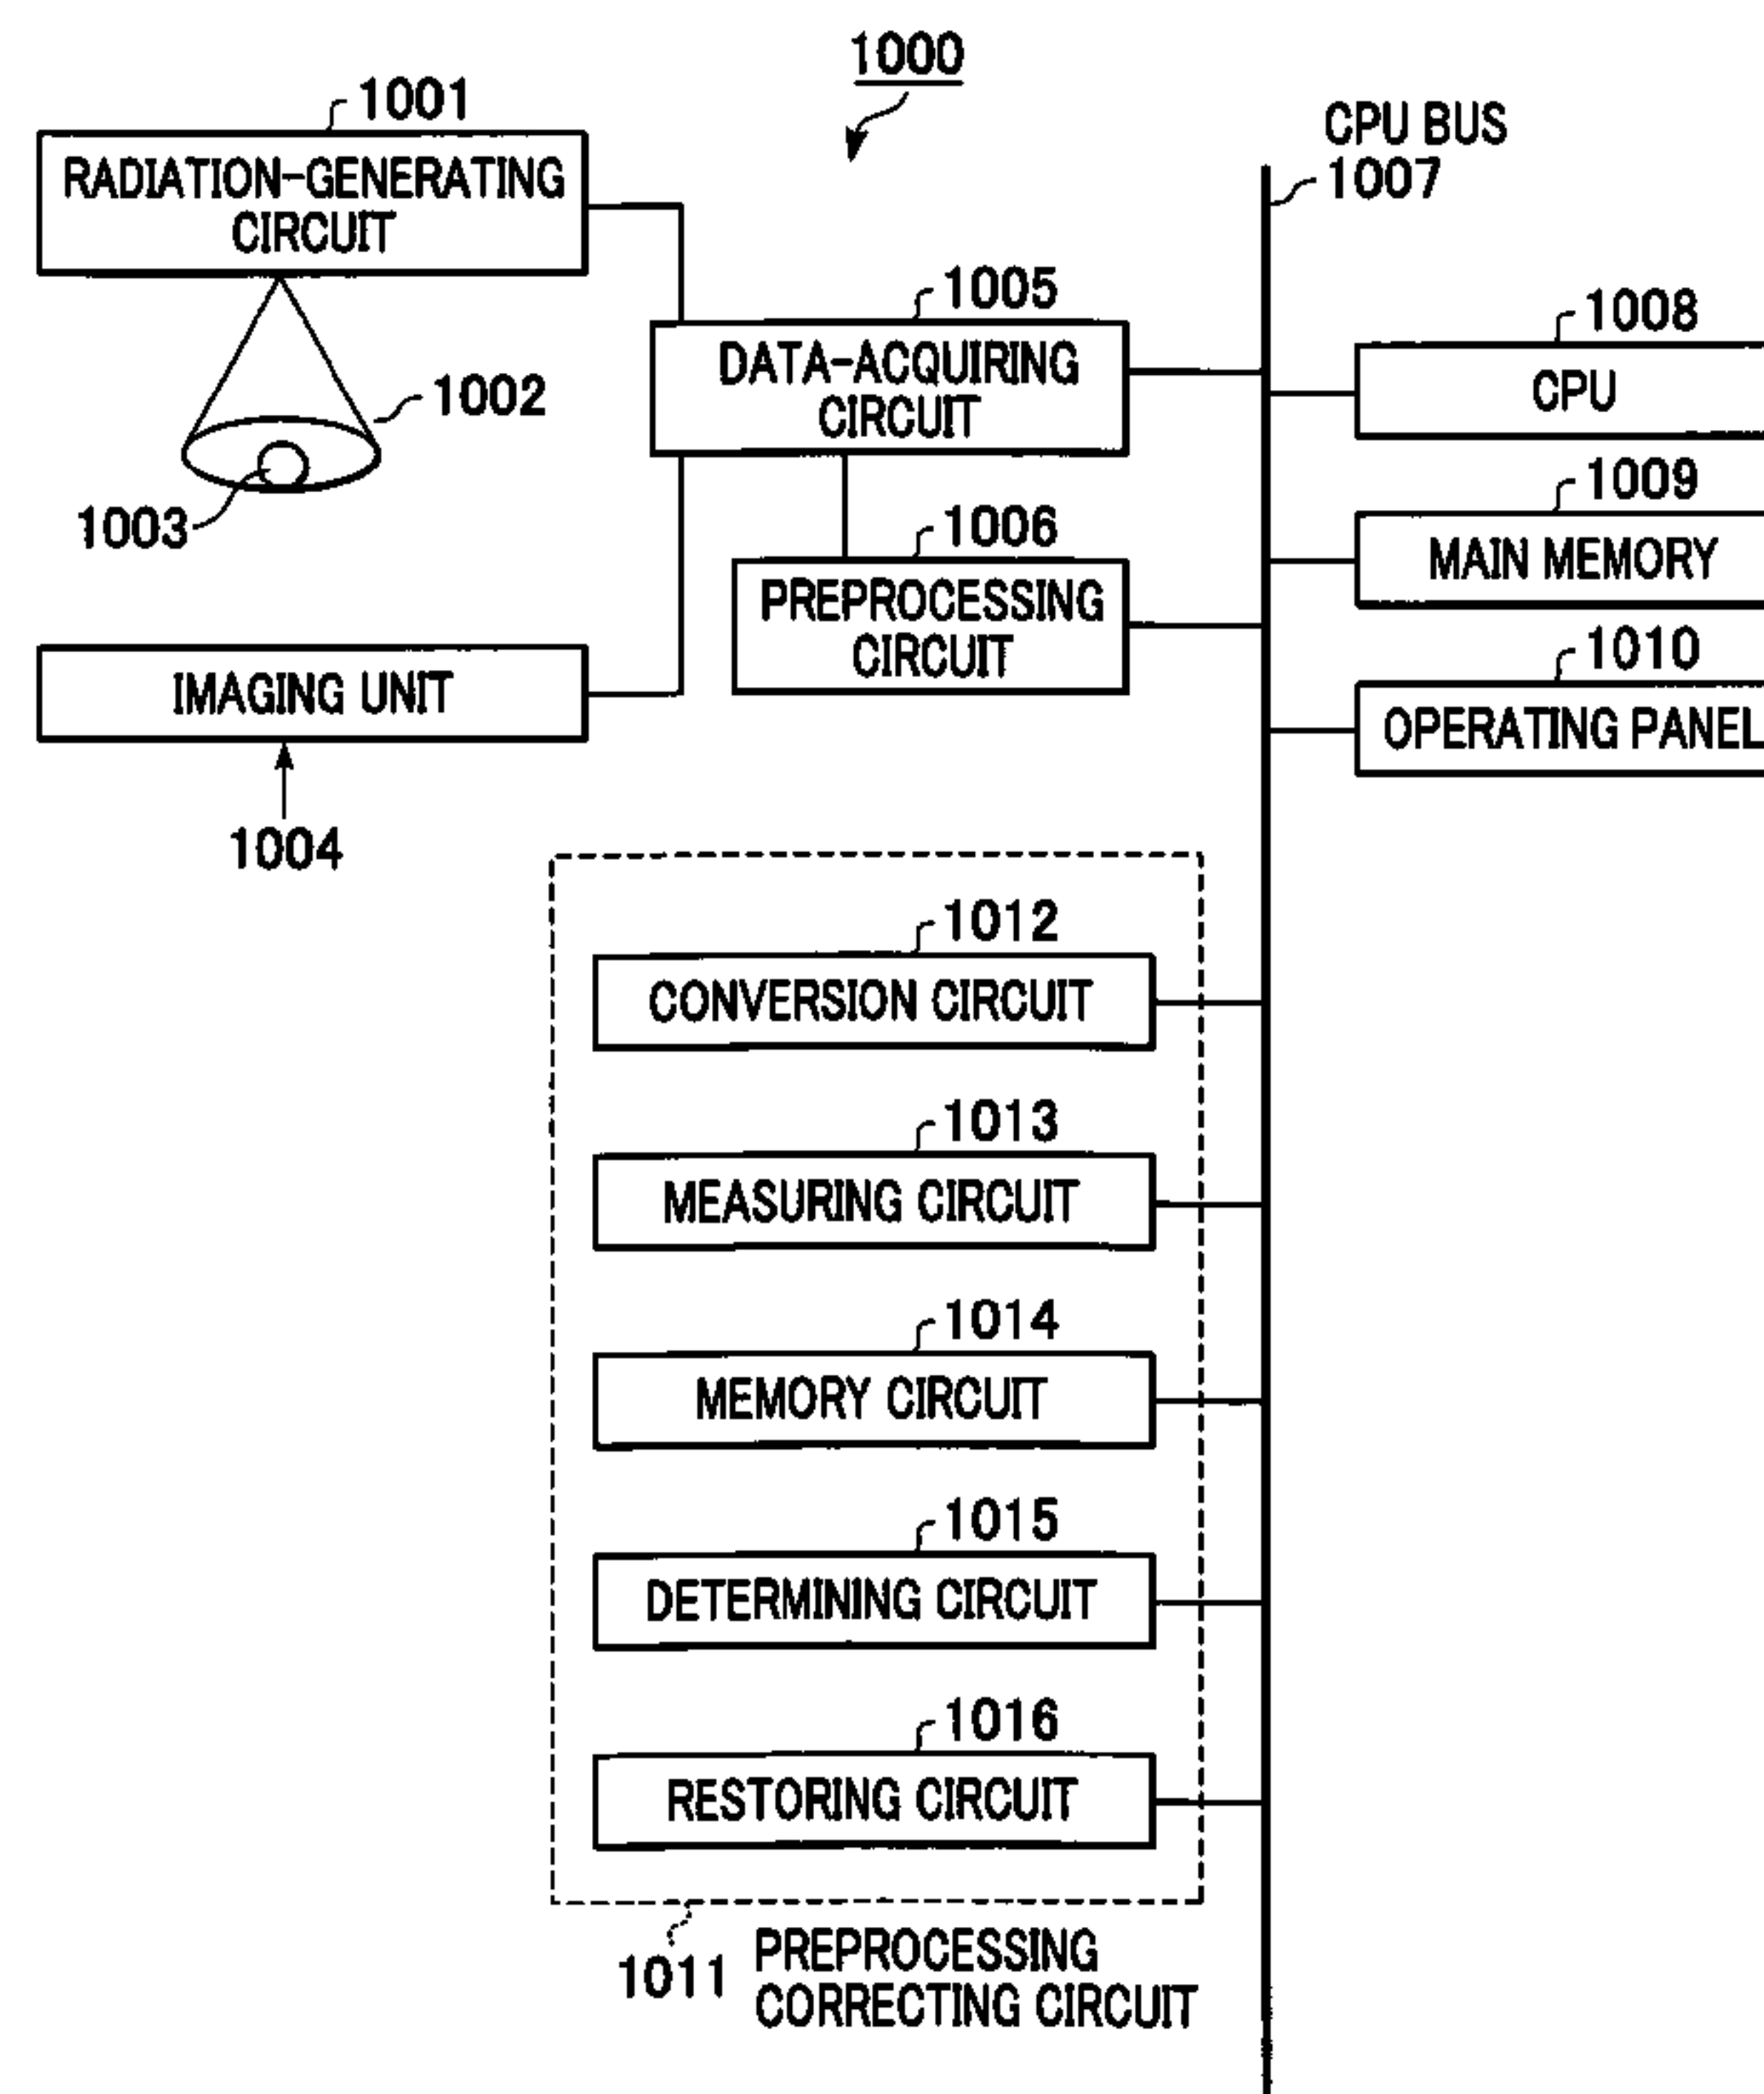 1000
1001
RADIATION-GENERATING
CIRCUIT
CPU BUS
1007
1005
DATA-ACQUIRING
CIRCUIT
1002
1003
1008
CPU
1009
MAIN MEMORY
1006
PREPROCESSING
CIRCUIT
1010
OPERATING PANEL
IMAGING UNIT
1004
1012
CONVERSION CIRCUIT
1013
MEASURING CIRCUIT
1014
MEMORY CIRCUIT
1015
DETERMINING CIRCUIT
1016
RESTORING CIRCUIT
1011
PREPROCESSING
CORRECTING CIRCUIT